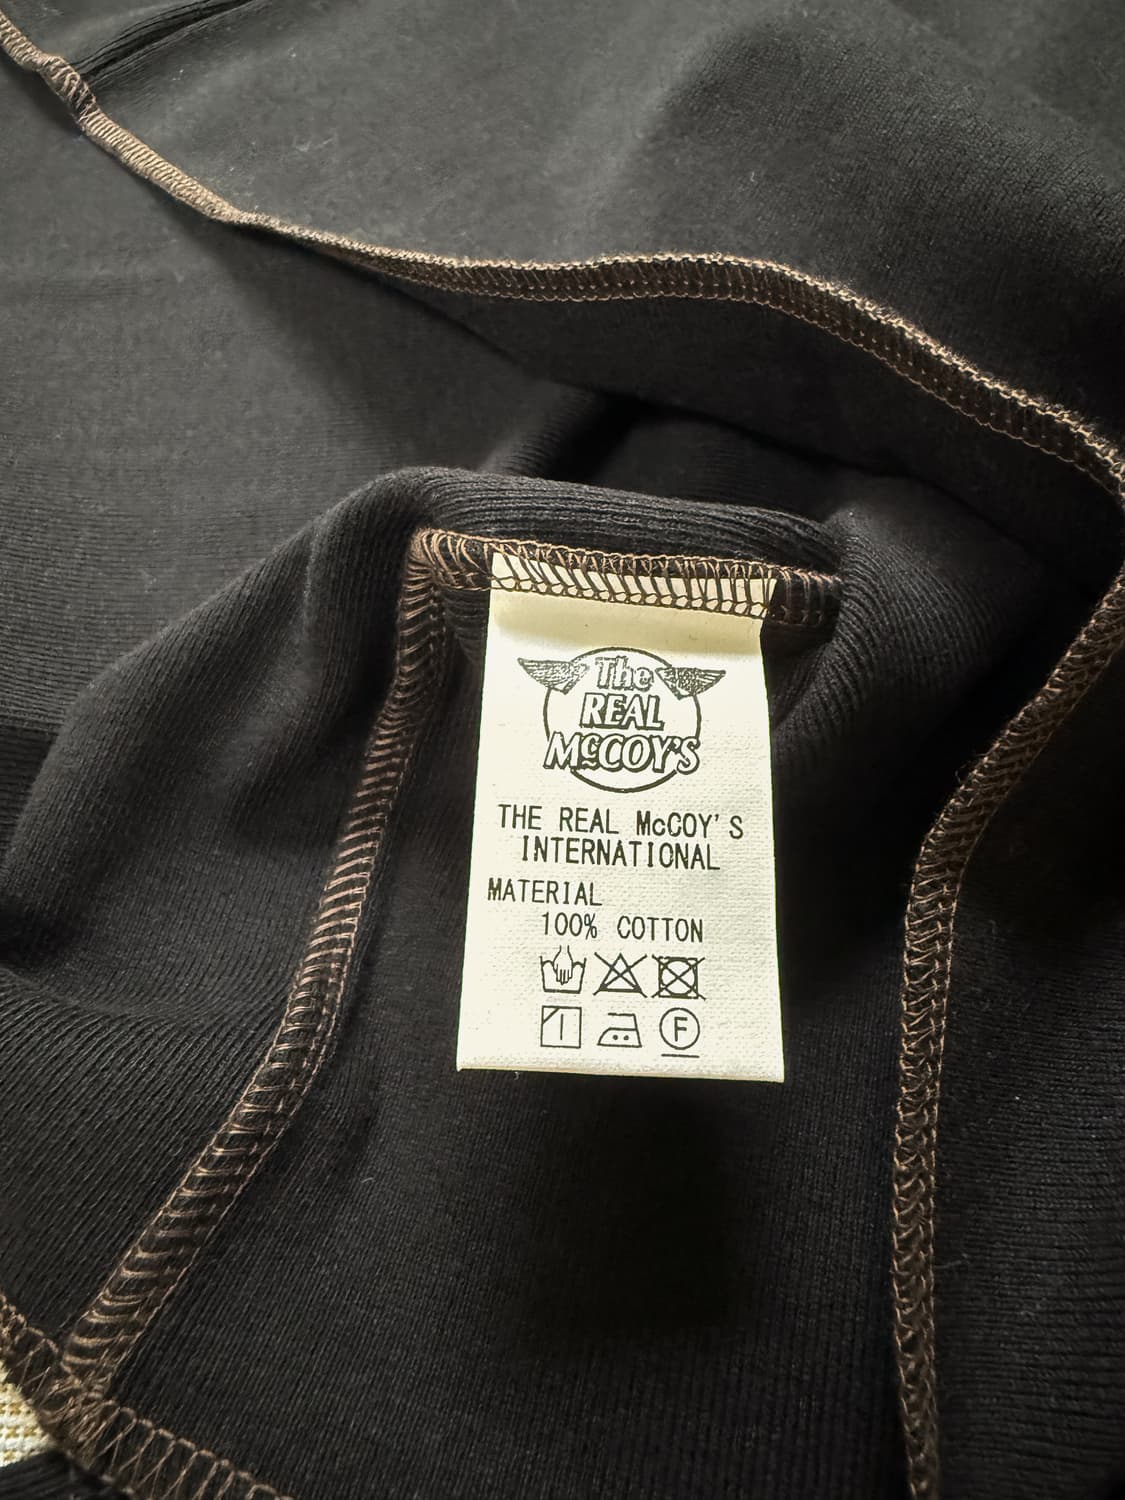 The
REAL
McCOY'S
THE REAL McCOY'S
INTERNATIONAL
MATERIAL
100% COTTON
F